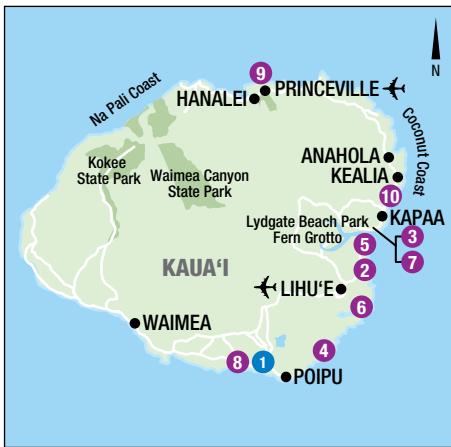 9
PRINCEVILLE
HANALEI
N
Na Pali Coast
Coconut Coast
ANAHOLA
KEALIA
Kokee
State Park
Waimea Canyon
State Park
10
KAPAA
Lydgate Beach Park
Fern Grotto
3
5
7
KAUA‘I
2
LIHU‘E
6
WAIMEA
4
8
1
POIPU